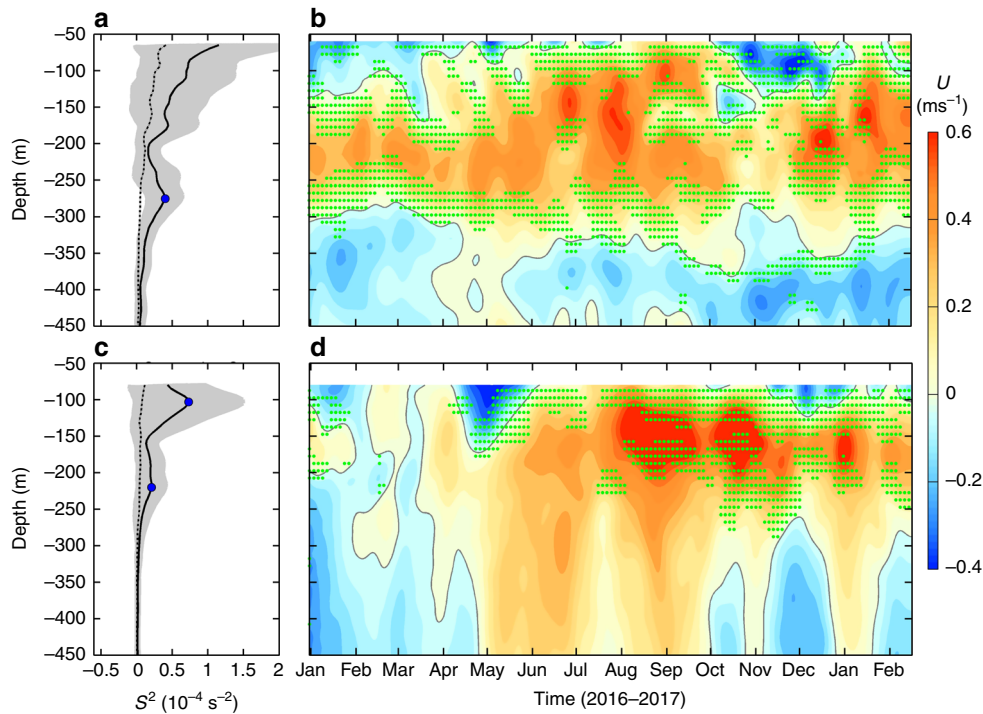 a
b
−50
−100
−150
−200
−250
−300
−350
−400
−450
Depth (m)
U
(ms−1)
0.6
0.4
0.2
0
−0.2
−0.4
c
d
−50
−100
−150
−200
−250
−300
−350
−400
−450
Depth (m)
−0.5 0 0.5 1 1.5 2
S2 (10−4 s−2)
Jan Feb Mar Apr May Jun Jul Aug Sep Oct Nov Dec Jan Feb
Time (2016–2017)